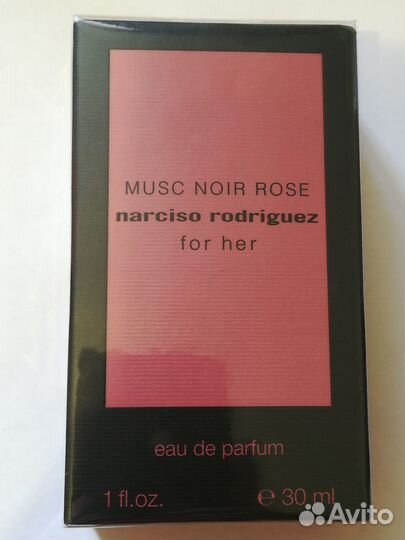 MUSC NOIR ROSE
narciso rodriguez
for her
eau de parfum
1 fl.oz. ℮ 30 ml
Avito